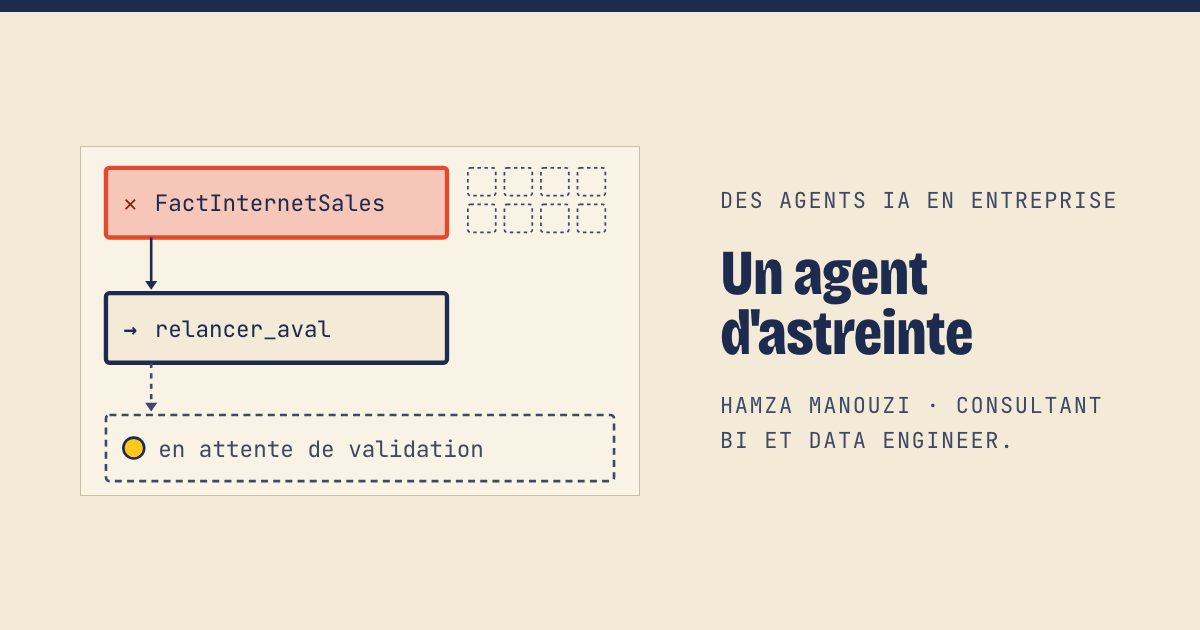 × FactInternetSales
→ relancer_aval
en attente de validation
DES AGENTS IA EN ENTREPRISE
Un agent
d'astreinte
HAMZA MANOUZI · CONSULTANT
BI ET DATA ENGINEER.